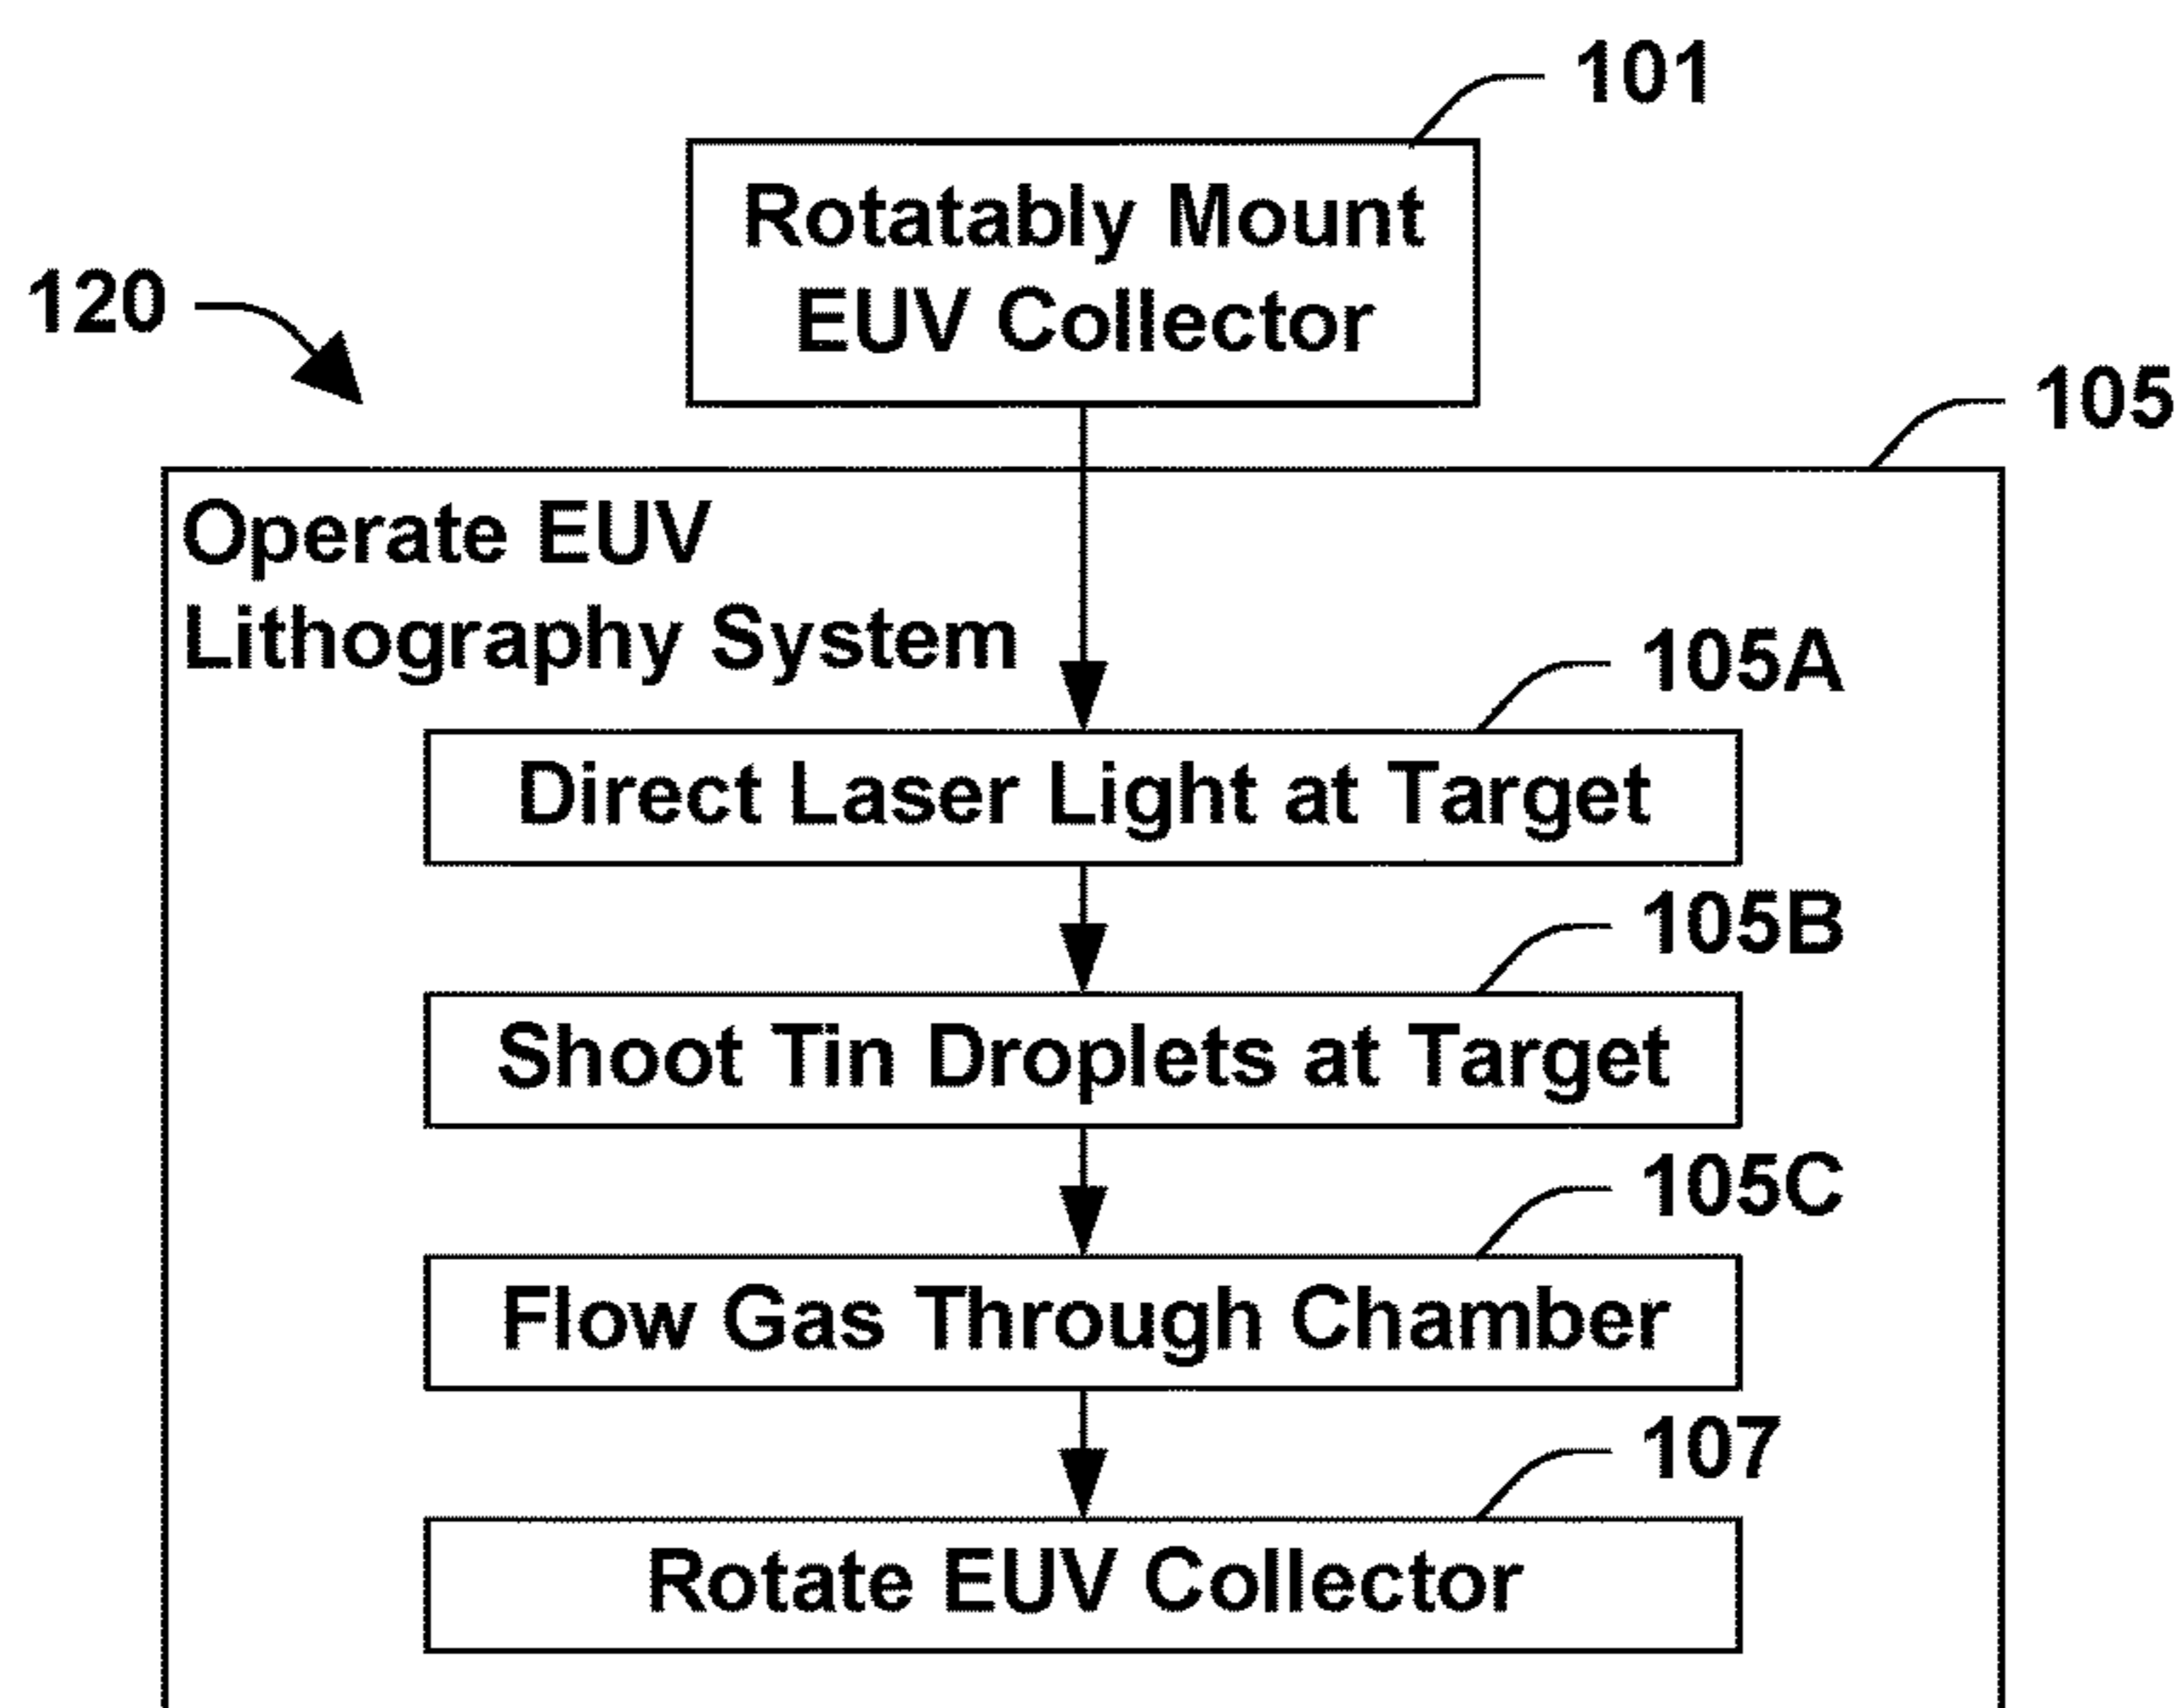 101
Rotatably Mount
EUV Collector
120
105
Operate EUV
Lithography System
105A
Direct Laser Light at Target
105B
Shoot Tin Droplets at Target
105C
Flow Gas Through Chamber
107
Rotate EUV Collector